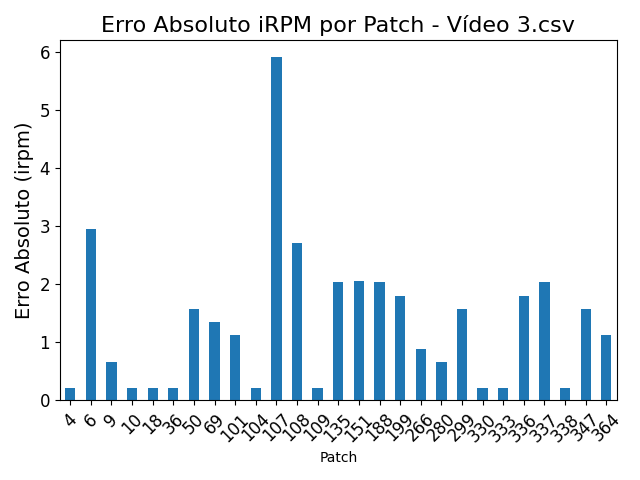 Erro Absoluto iRPM por Patch - Vídeo 3.csv
Erro Absoluto (irpm)
6
5
4
3
2
1
0
4 6 9 10 18 36 50 69 101 104 107 108 109 135 151 188 199 266 280 299 330 333 336 337 338 347 364
Patch